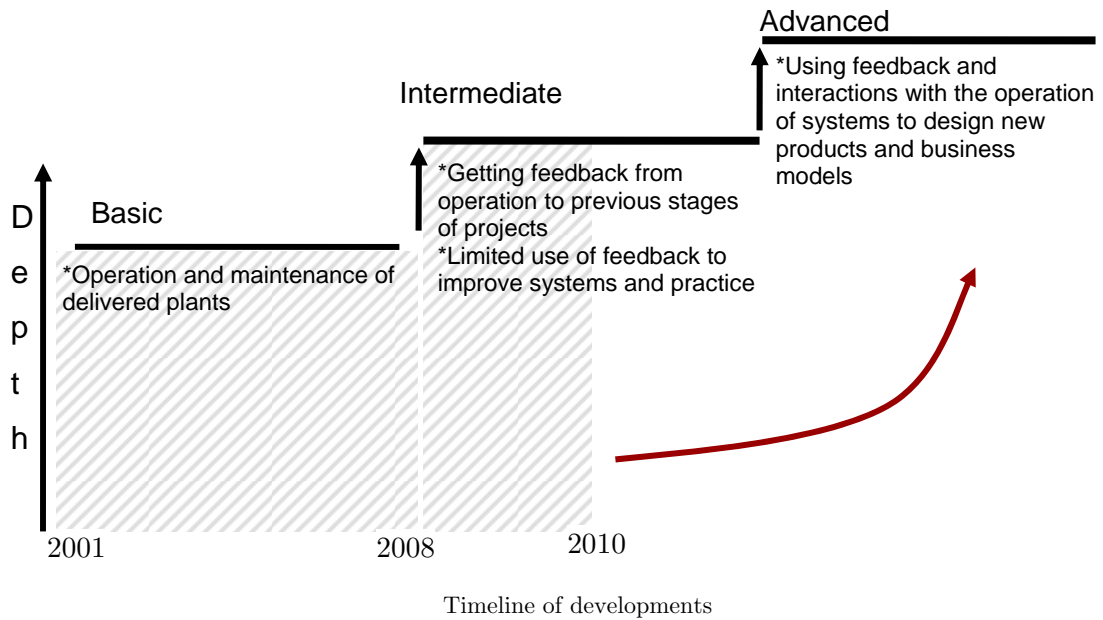 Advanced
*Using feedback and
interactions with the operation
of systems to design new
products and business
models
Intermediate
*Getting feedback from
operation to previous stages
of projects
*Limited use of feedback to
improve systems and practice
Basic
*Operation and maintenance of
delivered plants
D
e
p
t
h
2001
2008
2010
Timeline of developments